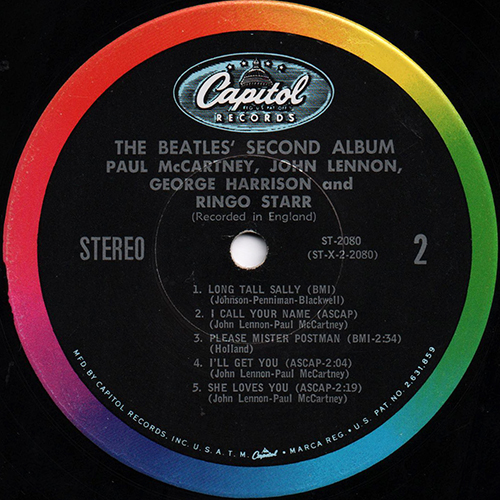 Capitol
REG. U.S. PAT. OFF.
RECORDS
THE BEATLES' SECOND ALBUM
PAUL McCARTNEY, JOHN LENNON,
GEORGE HARRISON and
RINGO STARR
(Recorded in England)
STEREO
ST-2080
(ST-X-2-2080)
2
1. LONG TALL SALLY (BMI)
(Johnson-Penniman-Blackwell)
2. I CALL YOUR NAME (ASCAP)
(John Lennon-Paul McCartney)
3. PLEASE MISTER POSTMAN (BMI-2:34)
(Holland)
4. I'LL GET YOU (ASCAP-2:04)
(John Lennon-Paul McCartney)
5. SHE LOVES YOU (ASCAP-2:19)
(John Lennon-Paul McCartney)
MFD. BY CAPITOL RECORDS, INC. U.S.A. T.M. Capitol MARCA REG. • U.S. PAT. NO. 2,631,859